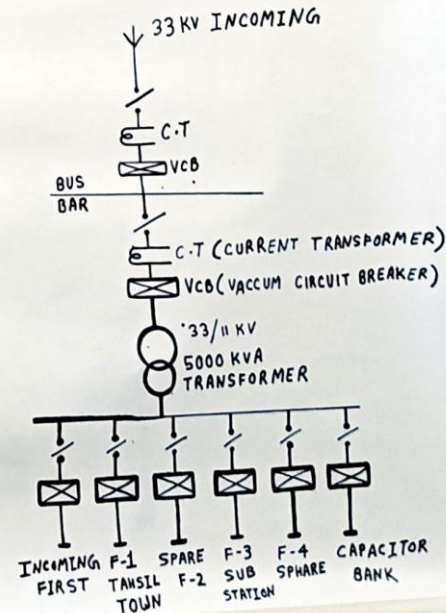 33 KV INCOMING
C.T
VCB
BUS
BAR
C.T (CURRENT TRANSPORMER)
VCB (VACCUM CIRCUIT BREAKER)
33/11 KV
5000 KVA
TRANSFORMER
INCOMING
FIRST
F-1
TAHSIL
TOWN
SPARE
F-2
F-3
SUB
STATION
F-4
SPHARE
CAPACITOR
BANK